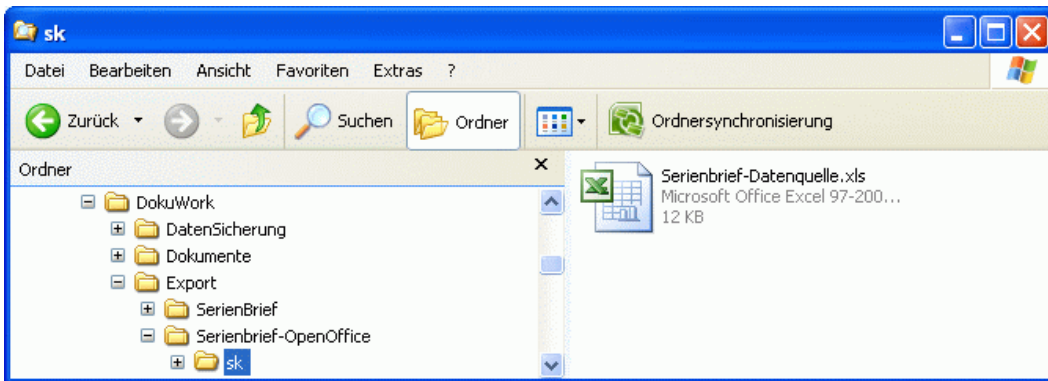 sk
Datei Bearbeiten Ansicht Favoriten Extras ?
Zurück Suchen Ordner Ordnersynchronisierung
Ordner
DokuWork
DatenSicherung
Dokumente
Export
SerienBrief
Serienbrief-OpenOffice
sk
Serienbrief-Datenquelle.xls
Microsoft Office Excel 97-200...
12 KB